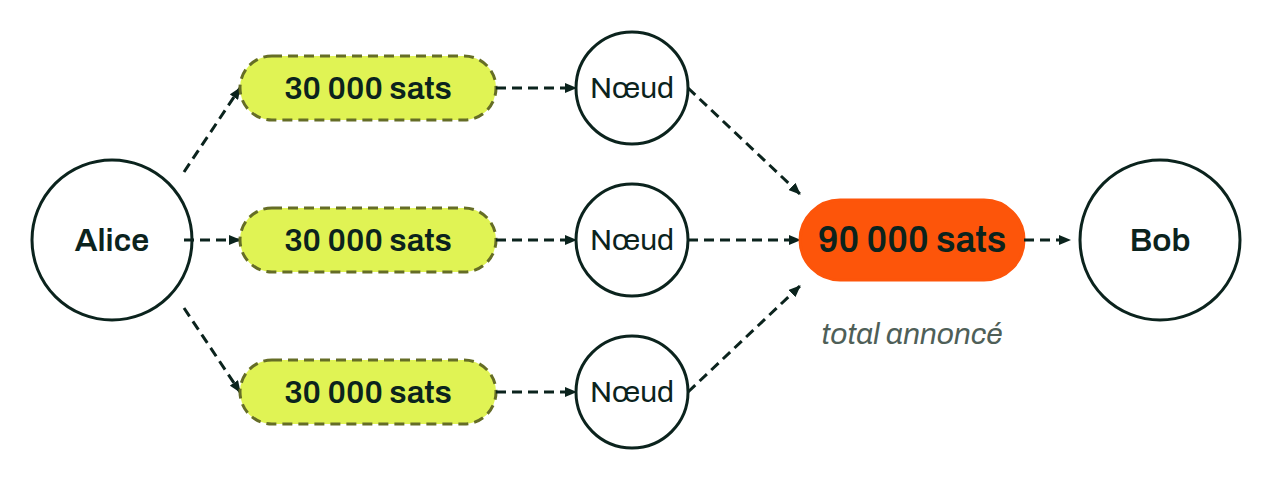 30 000 sats
Nœud
Alice
30 000 sats
Nœud
90 000 sats
Bob
total annoncé
30 000 sats
Nœud